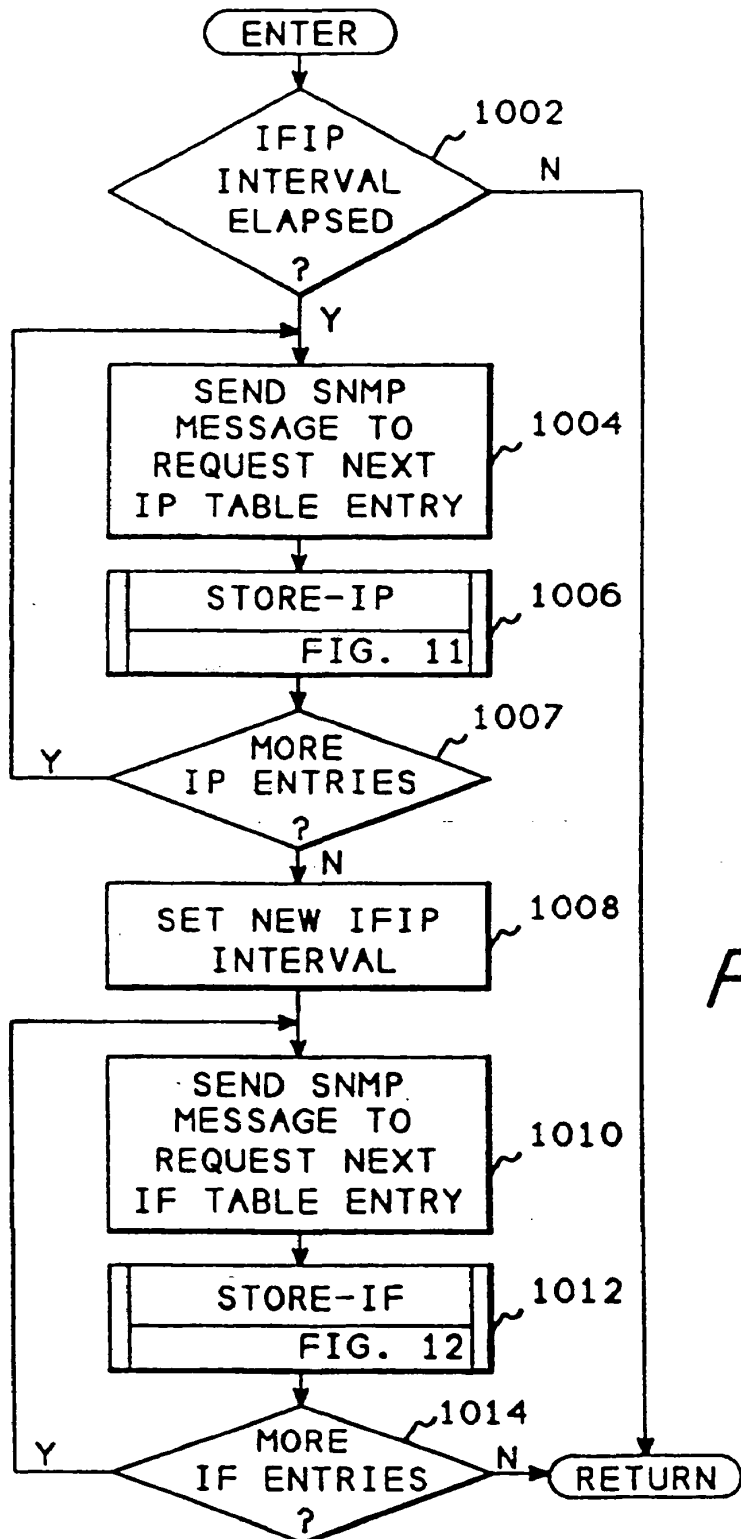 ENTER
1002
IFIP
INTERVAL
ELAPSED
?
N
Y
SEND SNMP
MESSAGE TO
REQUEST NEXT
IP TABLE ENTRY
1004
STORE-IP
FIG. 11
1006
1007
MORE
IP ENTRIES
?
Y
N
SET NEW IFIP
INTERVAL
1008
F
SEND SNMP
MESSAGE TO
REQUEST NEXT
IF TABLE ENTRY
1010
STORE-IF
FIG. 12
1012
1014
MORE
IF ENTRIES
?
Y
N
RETURN